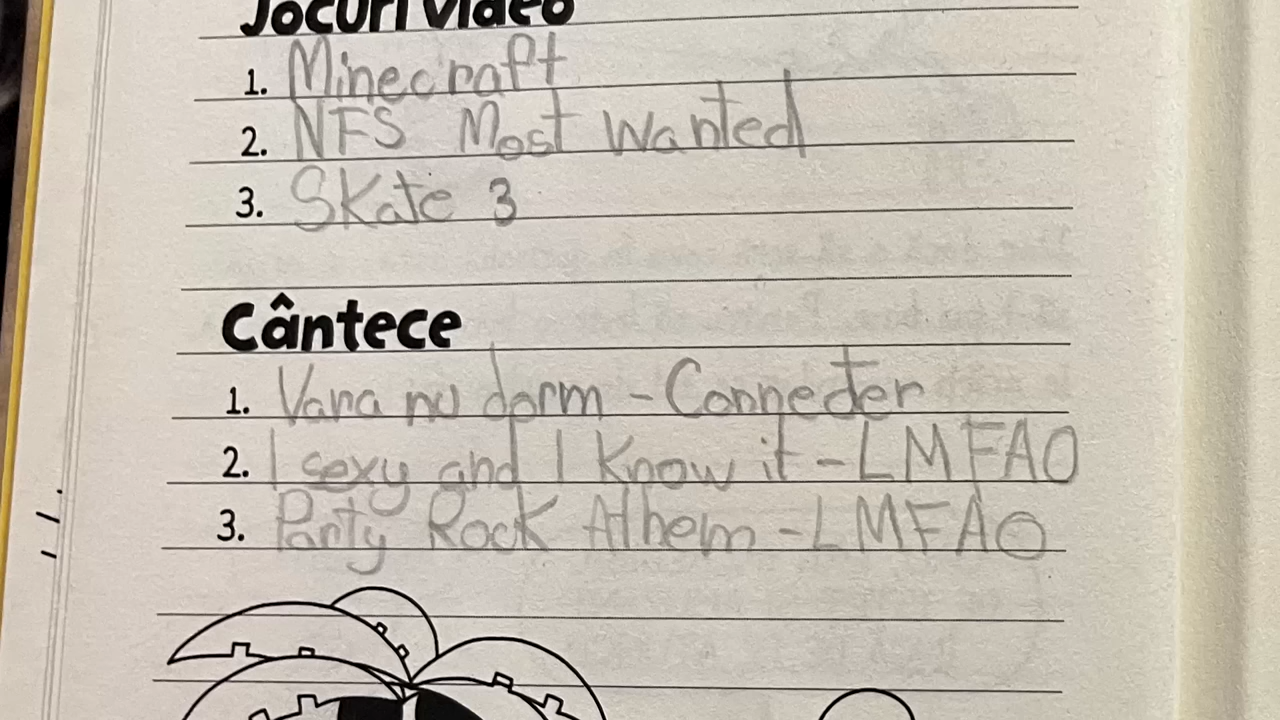 Jocuri video
1. Minecraft
2. NFS Most Wanted
3. Skate 3
Cântece
1. Vara nu dorm - Conneder
2. I sexy and I Know it - LMFAO
3. Party Rock Athem - LMFAO